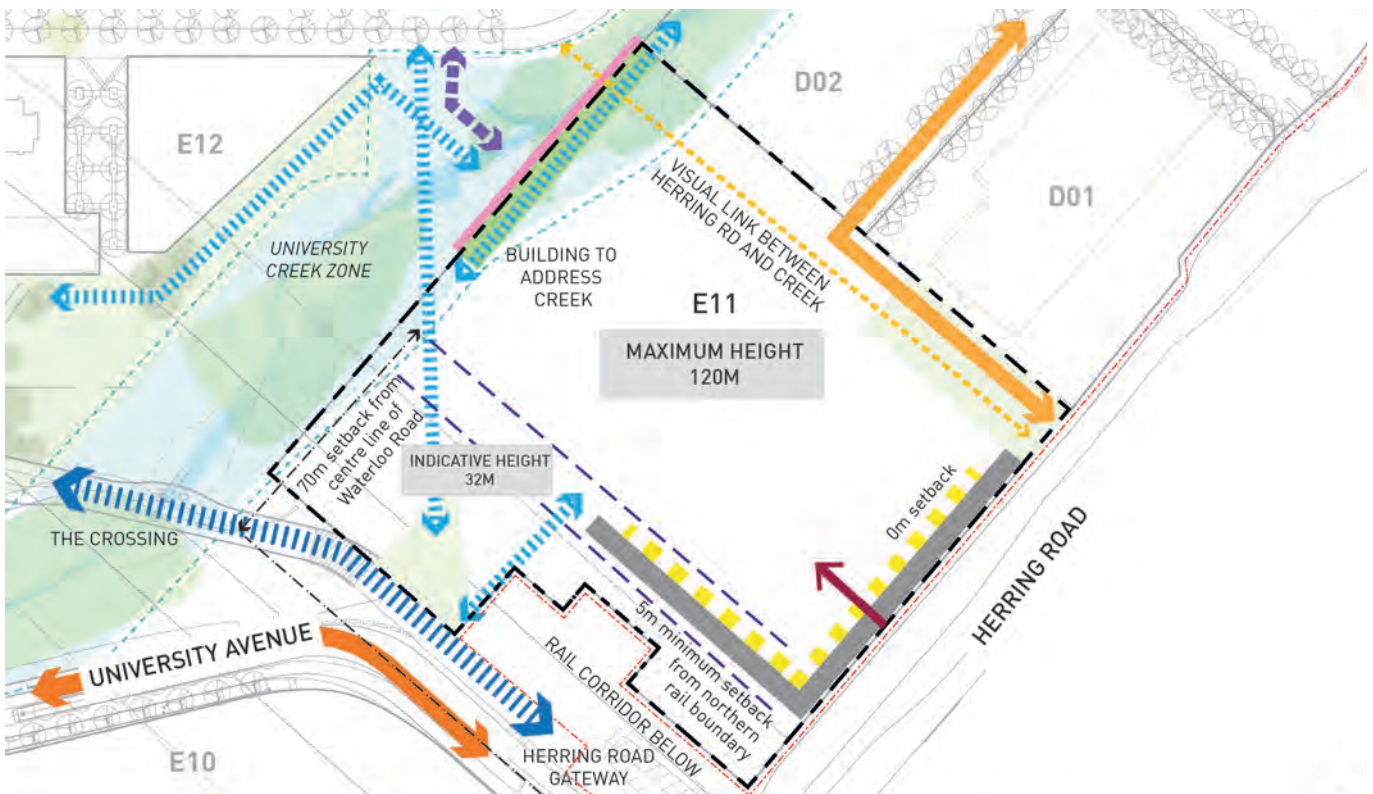 D02
E12
D01
VISUAL LINK BETWEEN
HERRING RD AND CREEK
UNIVERSITY
CREEK ZONE
BUILDING TO
ADDRESS
CREEK
E11
MAXIMUM HEIGHT
120M
70m setback from
centre line of
Waterloo Road
INDICATIVE HEIGHT
32M
0m setback
THE CROSSING
HERRING ROAD
5m minimum setback
from northern
rail boundary
UNIVERSITY AVENUE
RAIL CORRIDOR BELOW
E10
HERRING ROAD
GATEWAY